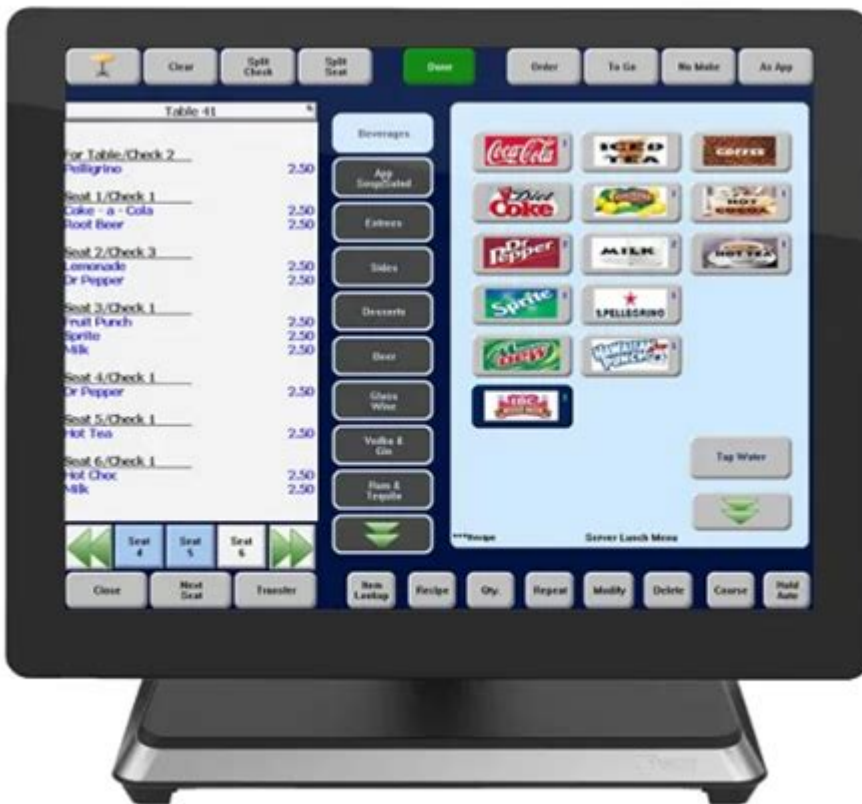 Clear
Split
Check
Split
Seat
Done
Order
To Go
No Make
As App
Table 41
For Table/Check 2
Pelligrino 2.50
Seat 1/Check 1
Coke - a - Cola 2.50
Root Beer 2.50
Seat 2/Check 3
Lemonade 2.50
Dr Pepper 2.50
Seat 3/Check 1
Fruit Punch 2.50
Sprite 2.50
Milk 2.50
Seat 4/Check 1
Dr Pepper 2.50
Seat 5/Check 1
Hot Tea 2.50
Seat 6/Check 1
Hot Choc 2.50
Milk 2.50
Seat
4
Seat
5
Seat
6
Close
Next
Seat
Transfer
Beverages
App
Soup/Salad
Entrees
Sides
Desserts
Beer
Glass
Wine
Vodka &
Gin
Rum &
Tequila
Coca-Cola
ICED
TEA
COFFEE
Diet
Coke
HOT
COCOA
Dr
Pepper
MILK
HOT TEA
Sprite
S.PELLEGRINO
Dew
HAWAIIAN
PUNCH
IBC
Tap Water
***Recipe
Server Lunch Menu
Item
Lookup
Recipe
Qty.
Repeat
Modify
Delete
Course
Hold
Auto